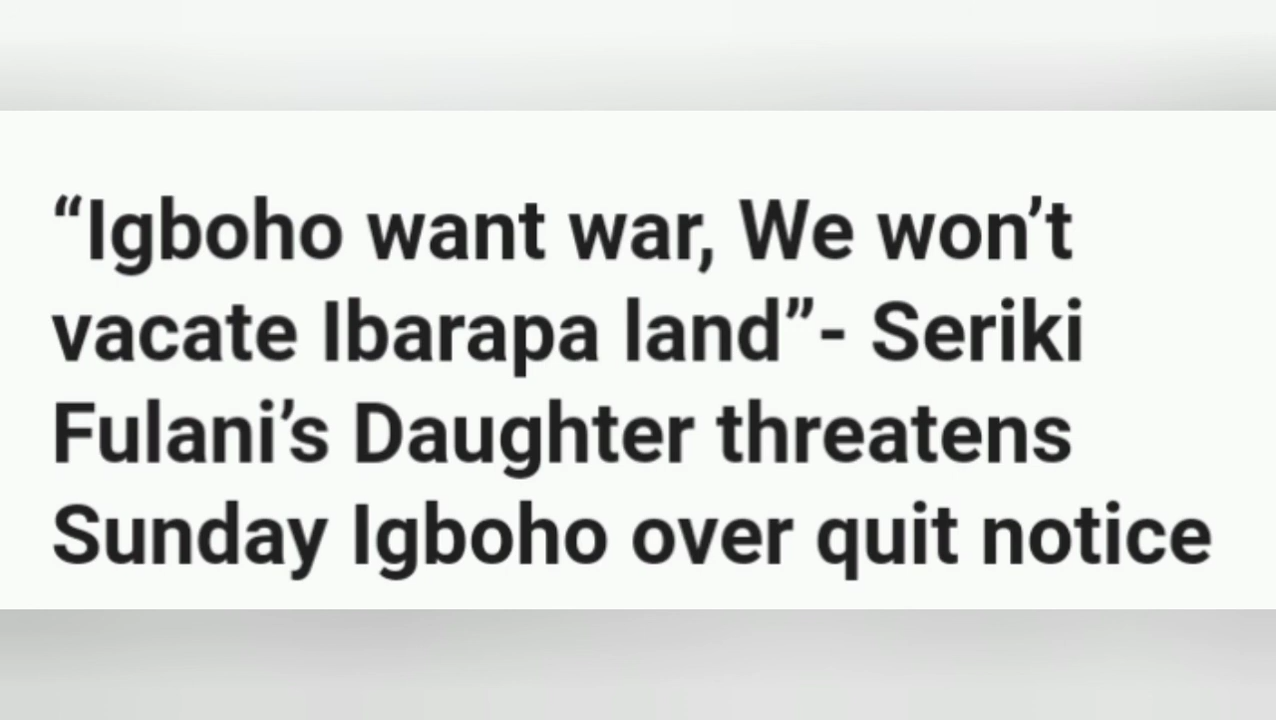 “Igboho want war, We won’t
vacate Ibarapa land”- Seriki
Fulani’s Daughter threatens
Sunday Igboho over quit notice